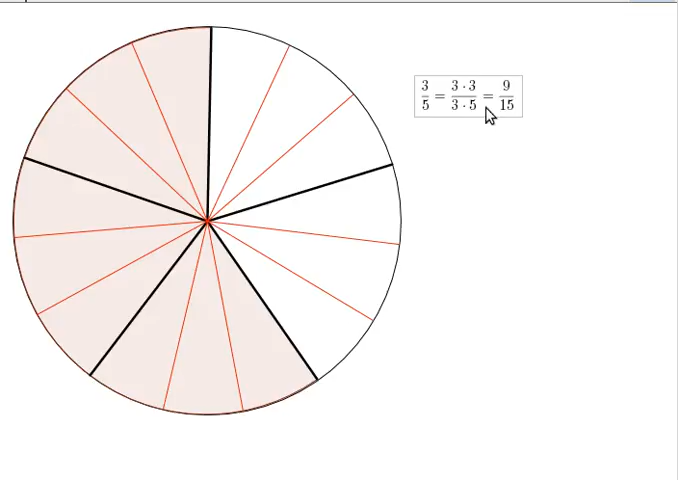 3/5 = 3 · 3/3 · 5 = 9/15